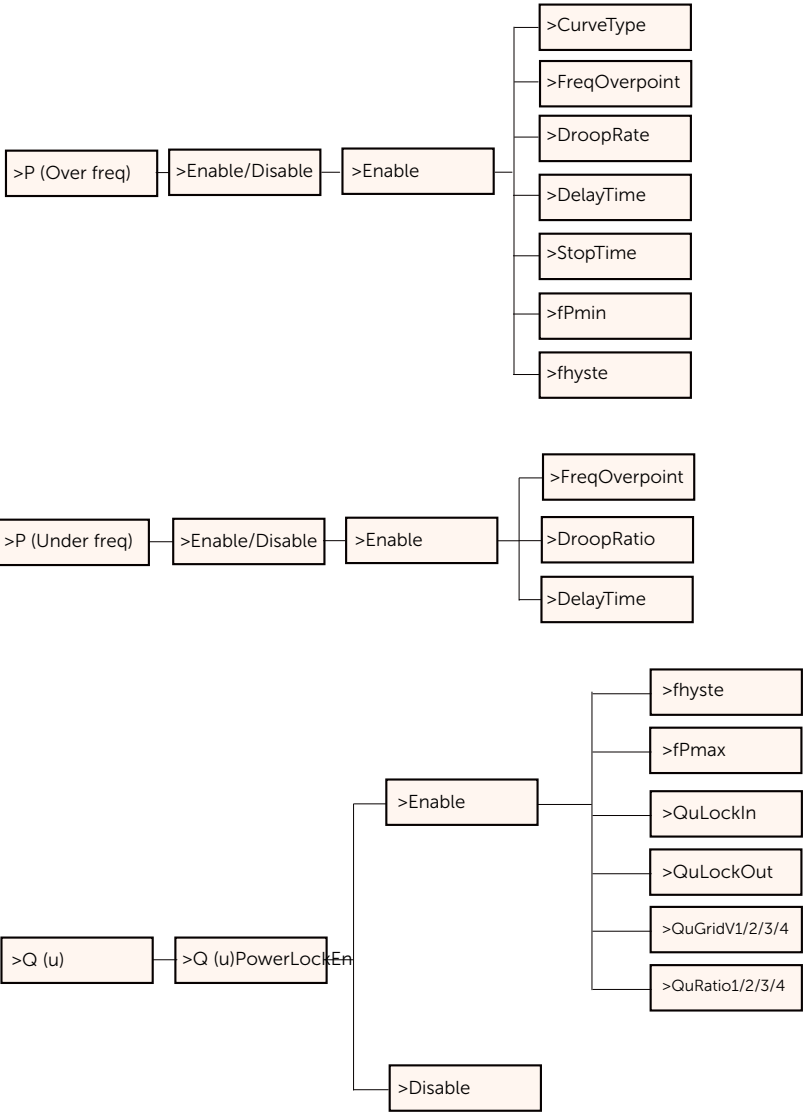 >P (Over freq)
>Enable/Disable
>Enable
>CurveType
>FreqOverpoint
>DroopRate
>DelayTime
>StopTime
>fPmin
>fhyste
>P (Under freq)
>Enable/Disable
>Enable
>FreqOverpoint
>DroopRatio
>DelayTime
>Q (u)
>Q (u)PowerLockEn
>Enable
>fhyste
>fPmax
>QuLockIn
>QuLockOut
>QuGridV1/2/3/4
>QuRatio1/2/3/4
>Disable